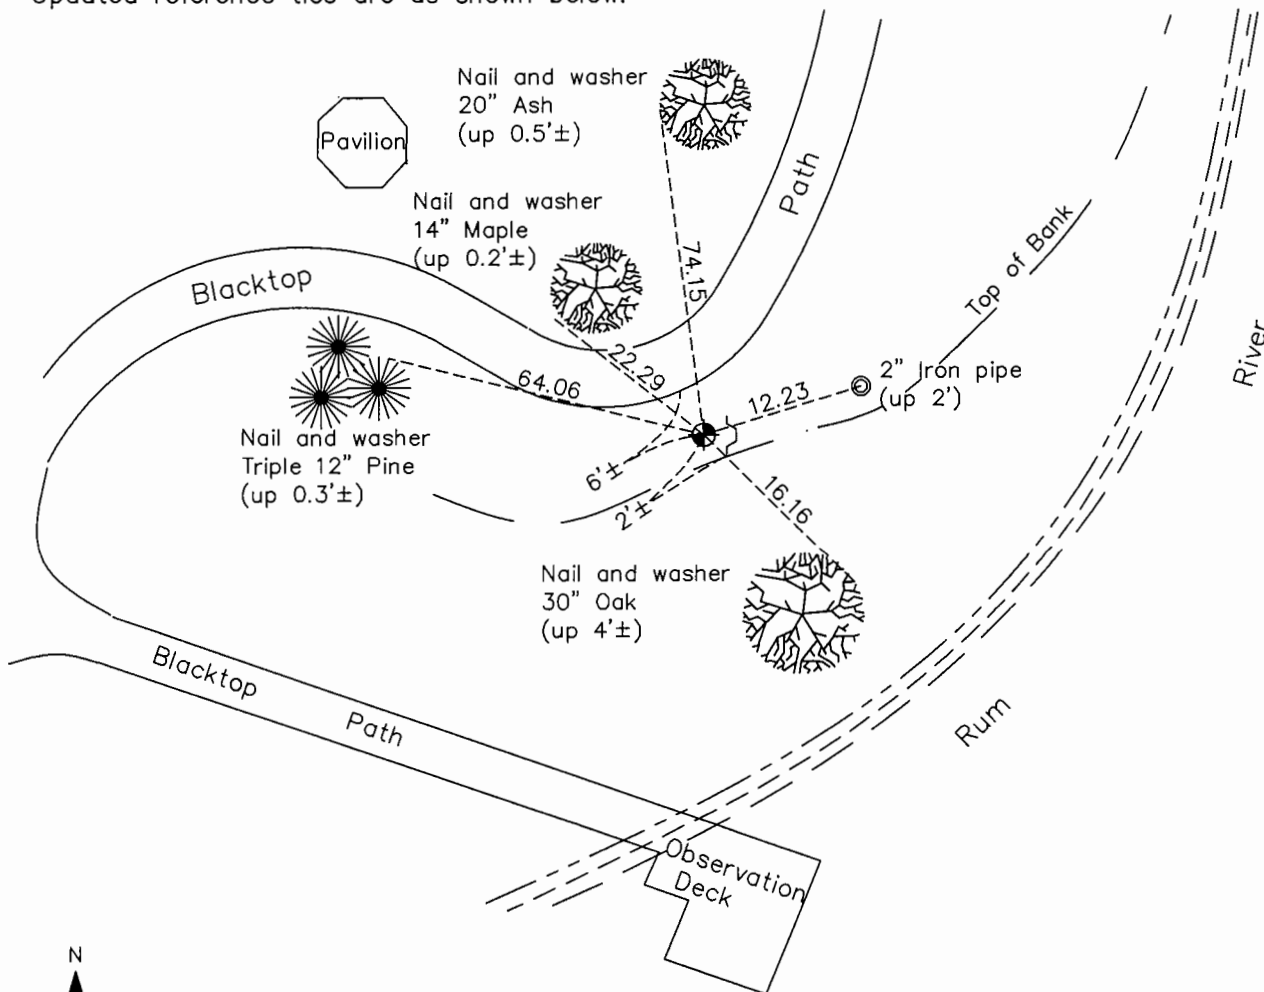 Updated reference ties are as shown below.
Nail and washer
20" Ash
(up 0.5'±)
Pavilion
Nail and washer
14" Maple
(up 0.2'±)
Path
74.15
Blacktop
Top of Bank
22.29
64.06
12.23
2" Iron pipe
(up 2')
River
Nail and washer
Triple 12" Pine
(up 0.3'±)
6'±
2'±
16.16
Nail and washer
30" Oak
(up 4'±)
Blacktop
Path
Rum
Observation
Deck
N